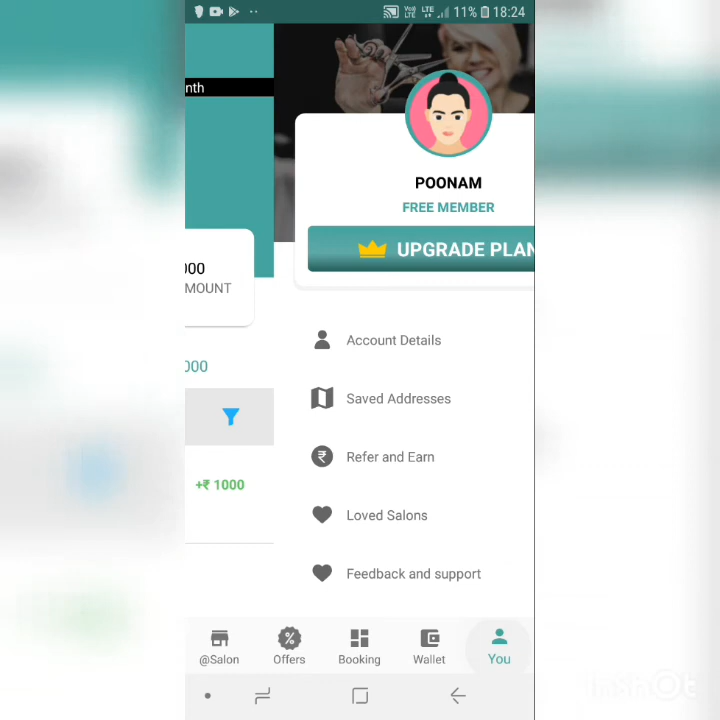 11% 18:24
nth
POONAM
FREE MEMBER
UPGRADE PLAN
000
MOUNT
Account Details
000
Saved Addresses
Refer and Earn
+₹ 1000
Loved Salons
Feedback and support
@Salon Offers Booking Wallet You
InShOt